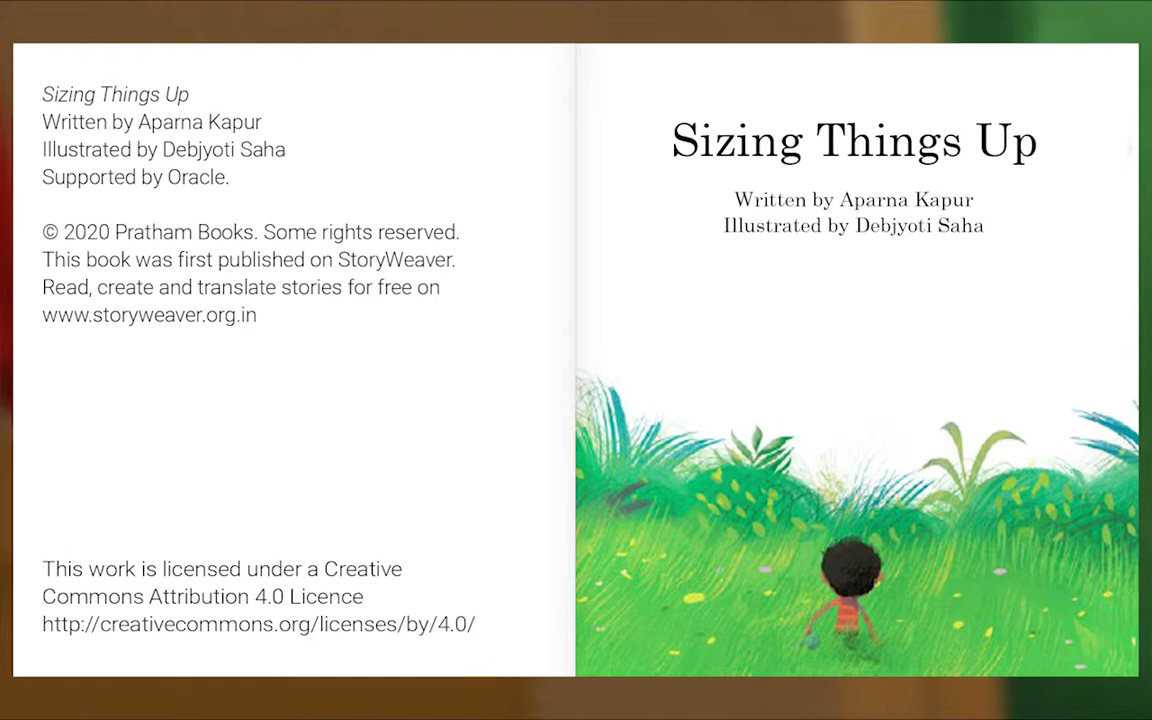 Sizing Things Up
Written by Aparna Kapur
Illustrated by Debjyoti Saha
Supported by Oracle.
© 2020 Pratham Books. Some rights reserved.
This book was first published on StoryWeaver.
Read, create and translate stories for free on
www.storyweaver.org.in
This work is licensed under a Creative
Commons Attribution 4.0 Licence
http://creativecommons.org/licenses/by/4.0/
Sizing Things Up
Written by Aparna Kapur
Illustrated by Debjyoti Saha